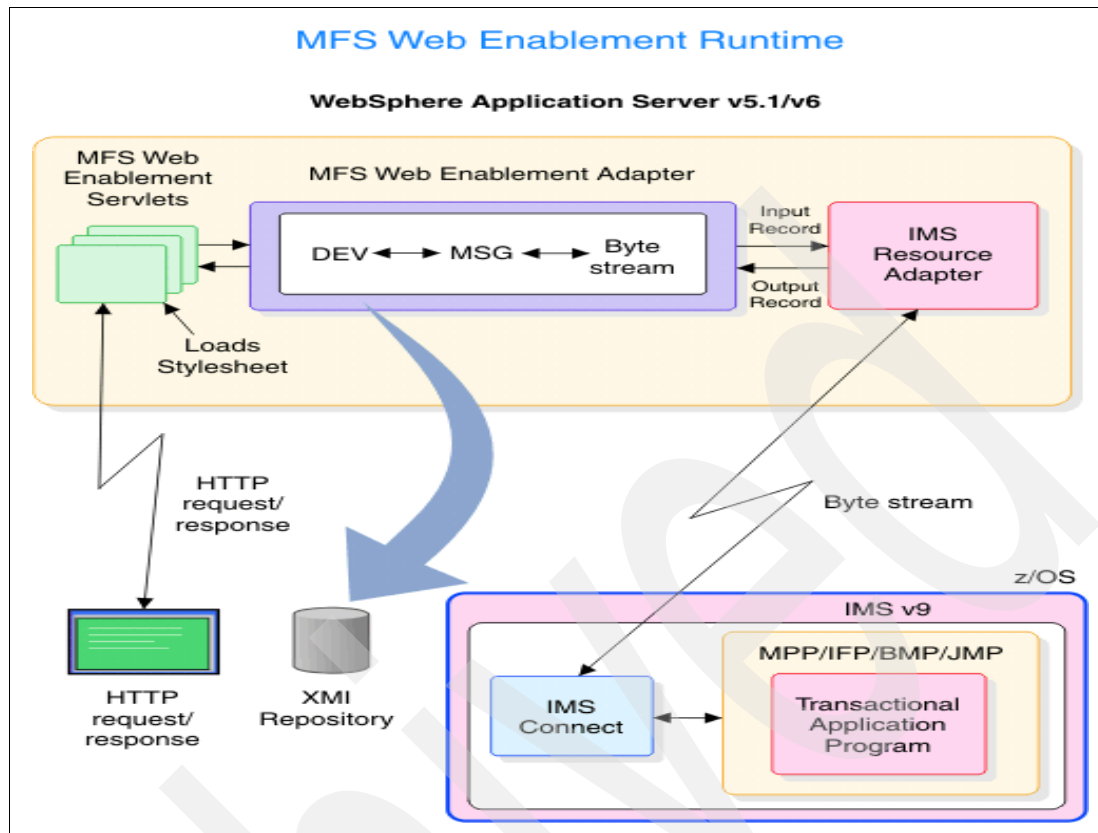 MFS Web Enablement Runtime
WebSphere Application Server v5.1/v6
MFS Web
Enablement
Servlets
MFS Web Enablement Adapter
DEV
MSG
Byte
stream
Input
Record
Output
Record
IMS
Resource
Adapter
Loads
Stylesheet
HTTP
request/
response
Byte stream
HTTP
request/
response
XMI
Repository
z/OS
IMS v9
IMS
Connect
MPP/IFP/BMP/JMP
Transactional
Application
Program